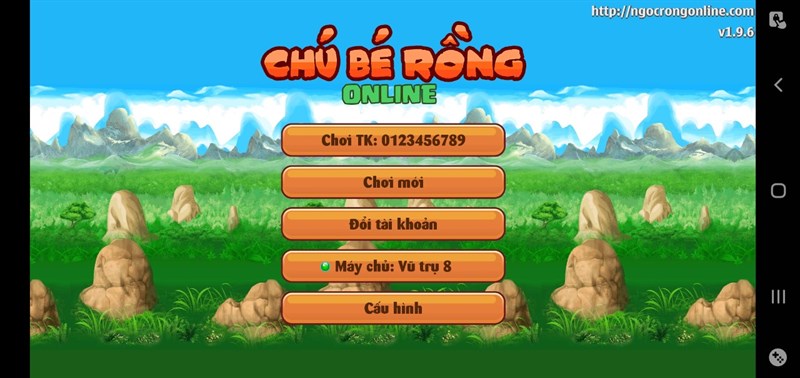 http://ngocrongonline.com
v1.9.6
CHÚ BÉ RỒNG
ONLINE
Chơi TK: 0123456789
Chơi mới
Đổi tài khoản
Máy chủ: Vũ trụ 8
Cấu hình